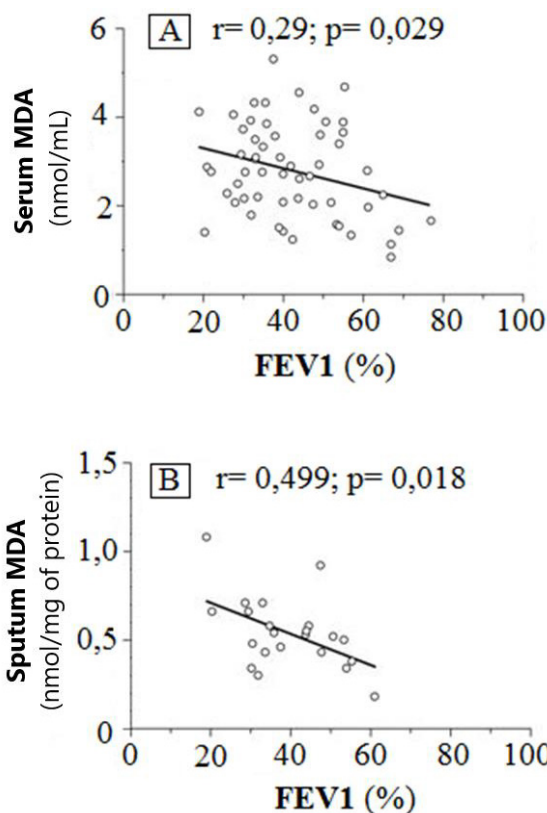 A r= 0,29; p= 0,029
Serum MDA
(nmol/mL)
6
4
2
0
0 20 40 60 80 100
FEV1 (%)
B r= 0,499; p= 0,018
Sputum MDA
(nmol/mg of protein)
1,5
1,0
0,5
0
0 20 40 60 80 100
FEV1 (%)